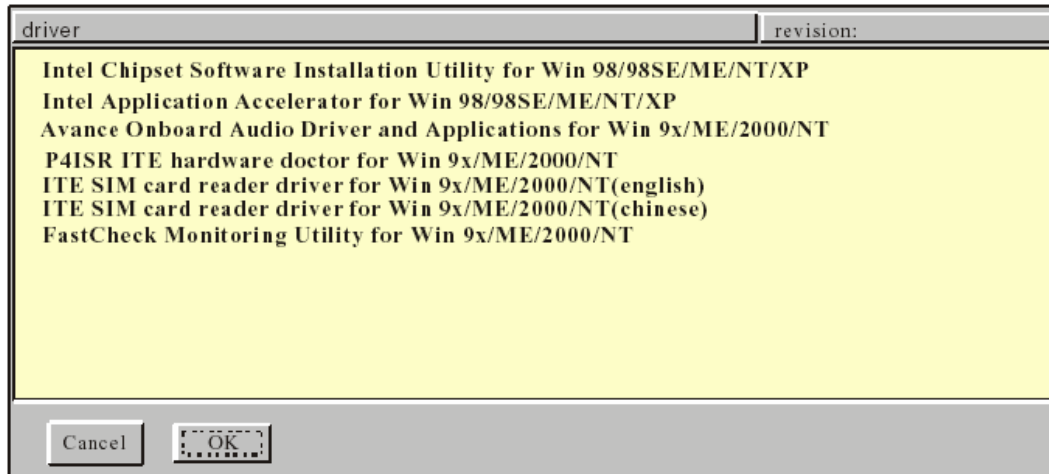 driver revision:
Intel Chipset Software Installation Utility for Win 98/98SE/ME/NT/XP
Intel Application Accelerator for Win 98/98SE/ME/NT/XP
Avance Onboard Audio Driver and Applications for Win 9x/ME/2000/NT
P4ISR ITE hardware doctor for Win 9x/ME/2000/NT
ITE SIM card reader driver for Win 9x/ME/2000/NT(english)
ITE SIM card reader driver for Win 9x/ME/2000/NT(chinese)
FastCheck Monitoring Utility for Win 9x/ME/2000/NT
Cancel OK